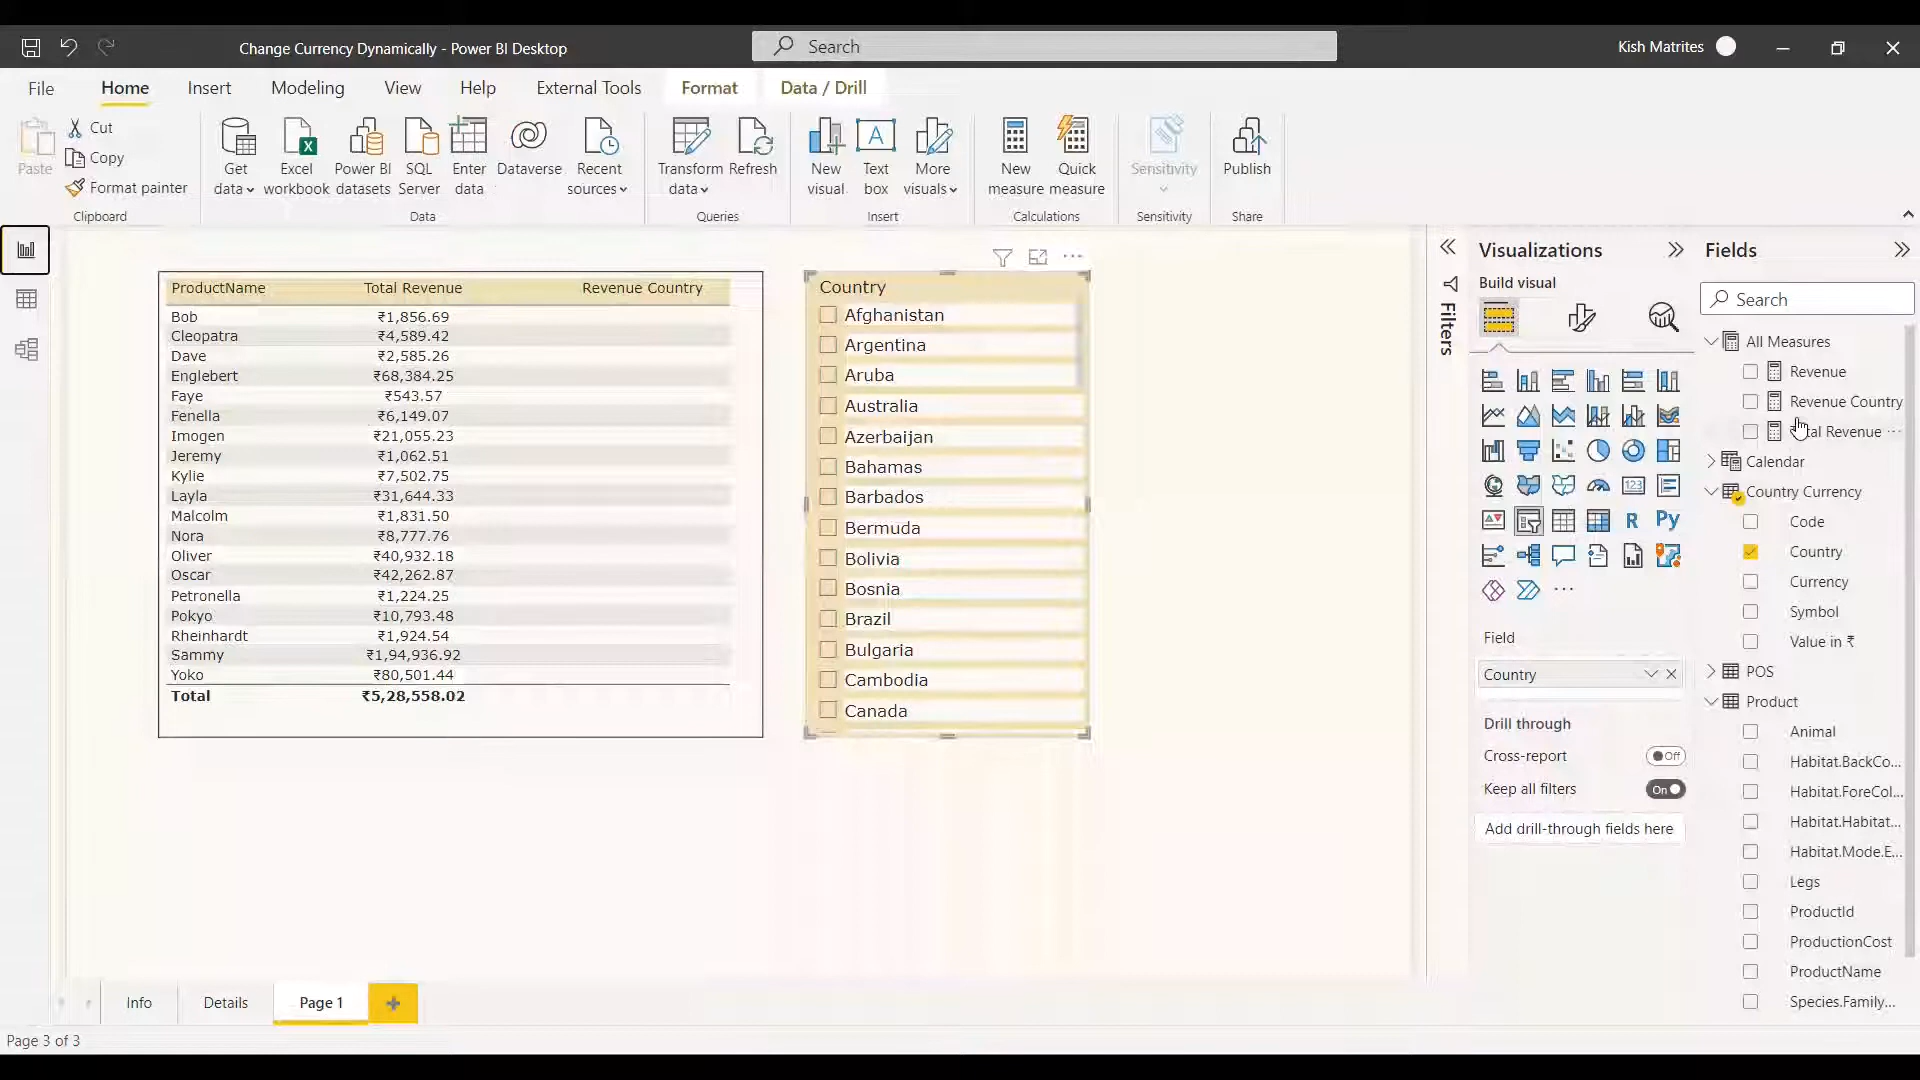 Change Currency Dynamically - Power BI Desktop
Search
Kish Matrites
File
Home
Insert
Modeling
View
Help
External Tools
Format
Data / Drill
Paste
Cut
Copy
Format painter
Clipboard
Get data
Excel workbook
Power BI datasets
SQL Server
Enter data
Dataverse
Recent sources
Data
Transform data
Refresh
Queries
New visual
Text box
More visuals
Insert
New measure
Quick measure
Calculations
Sensitivity
Sensitivity
Publish
Share
ProductName Total Revenue Revenue Country
Bob ₹1,856.69
Cleopatra ₹4,589.42
Dave ₹2,585.26
Englebert ₹68,384.25
Faye ₹543.57
Fenella ₹6,149.07
Imogen ₹21,055.23
Jeremy ₹1,062.51
Kylie ₹7,502.75
Layla ₹31,644.33
Malcolm ₹1,831.50
Nora ₹8,777.76
Oliver ₹40,932.18
Oscar ₹42,262.87
Petronella ₹1,224.25
Pokyo ₹10,793.48
Rheinhardt ₹1,924.54
Sammy ₹1,94,936.92
Yoko ₹80,501.44
Total ₹5,28,558.02
Country
Afghanistan
Argentina
Aruba
Australia
Azerbaijan
Bahamas
Barbados
Bermuda
Bolivia
Bosnia
Brazil
Bulgaria
Cambodia
Canada
Filters
Visualizations
Build visual
123
R
Py
Field
Country
Drill through
Cross-report
Off
Keep all filters
On
Add drill-through fields here
Fields
Search
All Measures
Revenue
Revenue Country
Revenue
Calendar
Country Currency
Code
Country
Currency
Symbol
Value in ₹
POS
Product
Animal
Habitat.BackCo...
Habitat.ForeCol...
Habitat.Habitat...
Habitat.Mode.E...
Legs
ProductId
ProductionCost
ProductName
Species.Family...
Info
Details
Page 1
Page 3 of 3